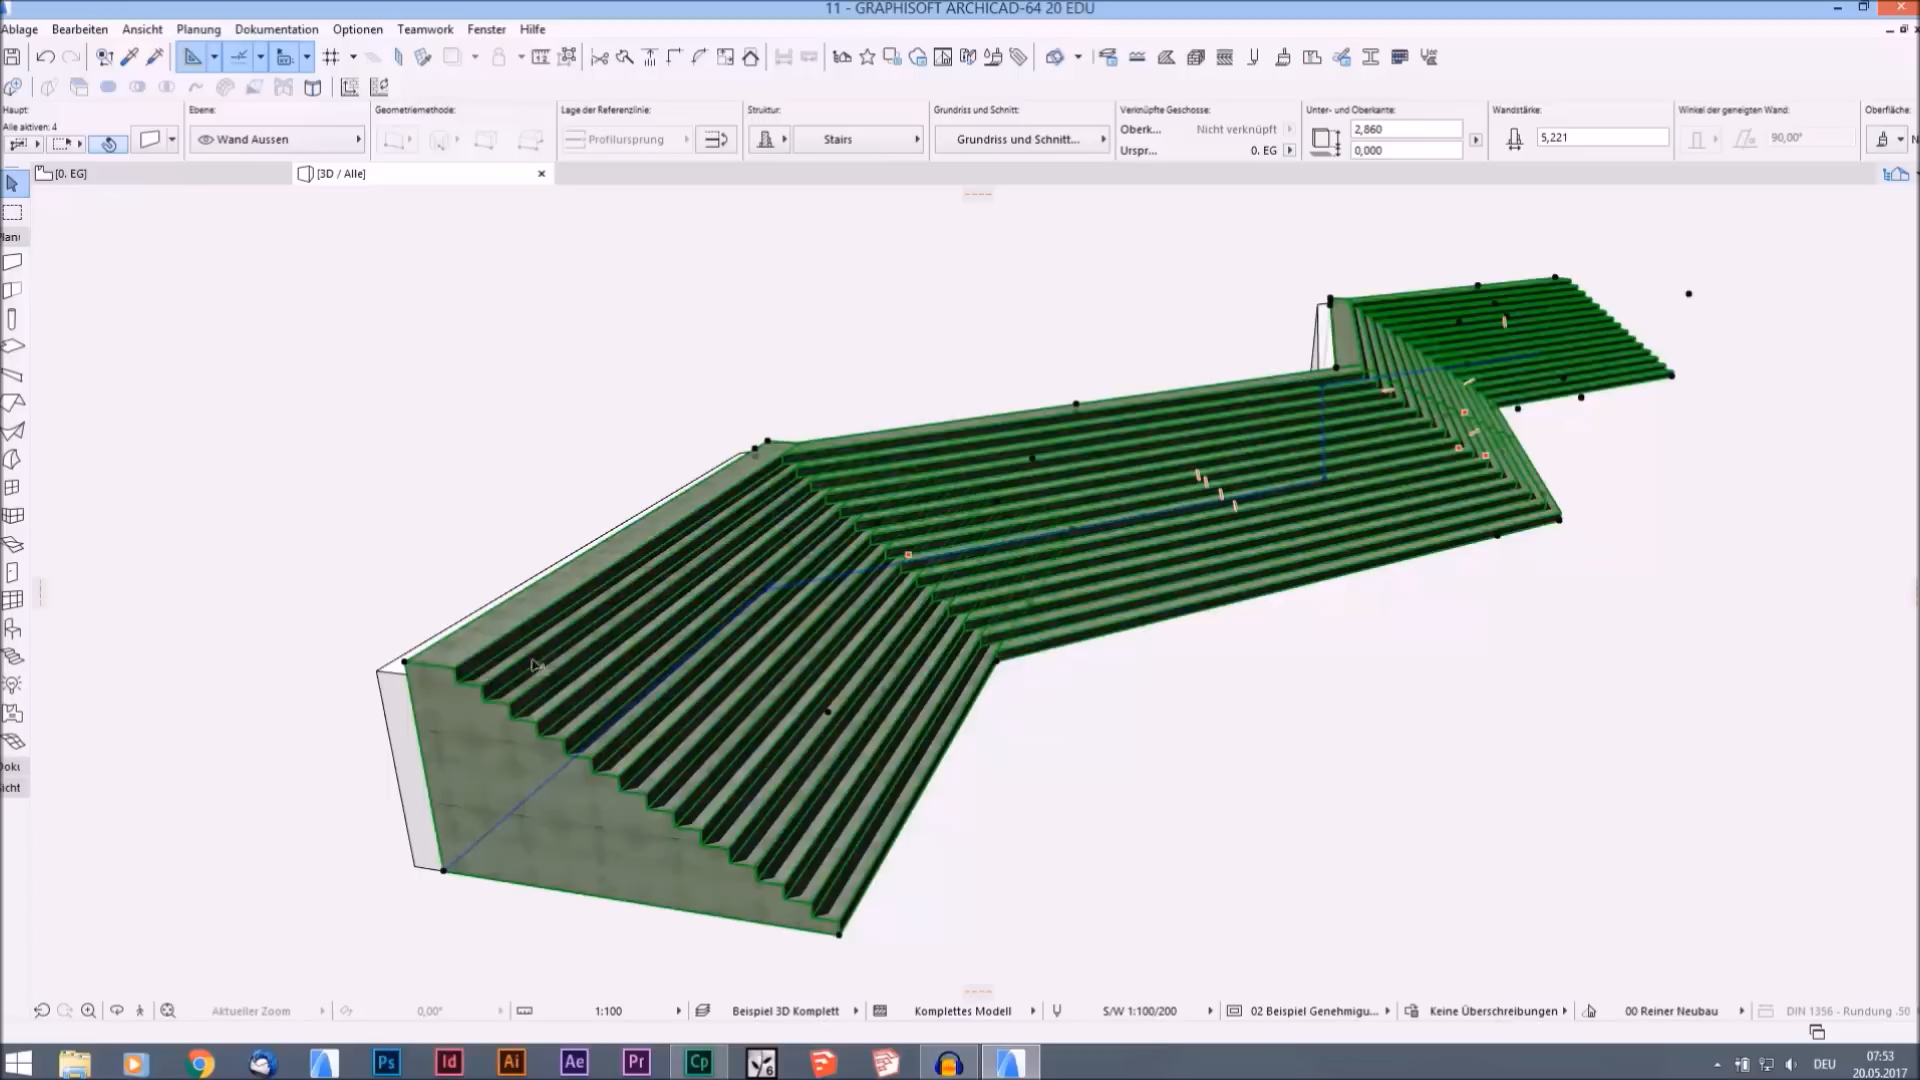 11 - GRAPHISOFT ARCHICAD-64 20 EDU
Ablage Bearbeiten Ansicht Planung Dokumentation Optionen Teamwork Fenster Hilfe
Haupt: Ebene: Geometriemethode: Lage der Referenzlinie: Struktur: Grundriss und Schnitt: Verknüpfte Geschosse: Unter- und Oberkante: Wandstärke: Winkel der geneigten Wand: Oberfläche:
Alle aktiven: 4
Wand Aussen Profilursprung Stairs Grundriss und Schnitt... Oberk... Nicht verknüpft 2,860 5,221 90,00° N
Urspr... 0. EG 0,000
[0. EG] [3D / Alle]
Plan
Doku
icht
Aktueller Zoom 0,00° 1:100 Beispiel 3D Komplett Komplettes Modell S/W 1:100/200 02 Beispiel Genehmigu... Keine Überschreibungen 00 Reiner Neubau DIN 1356 - Rundung .50
Ps Id Ai Ae Pr Cp 6 DEU 07:53
20.05.2017